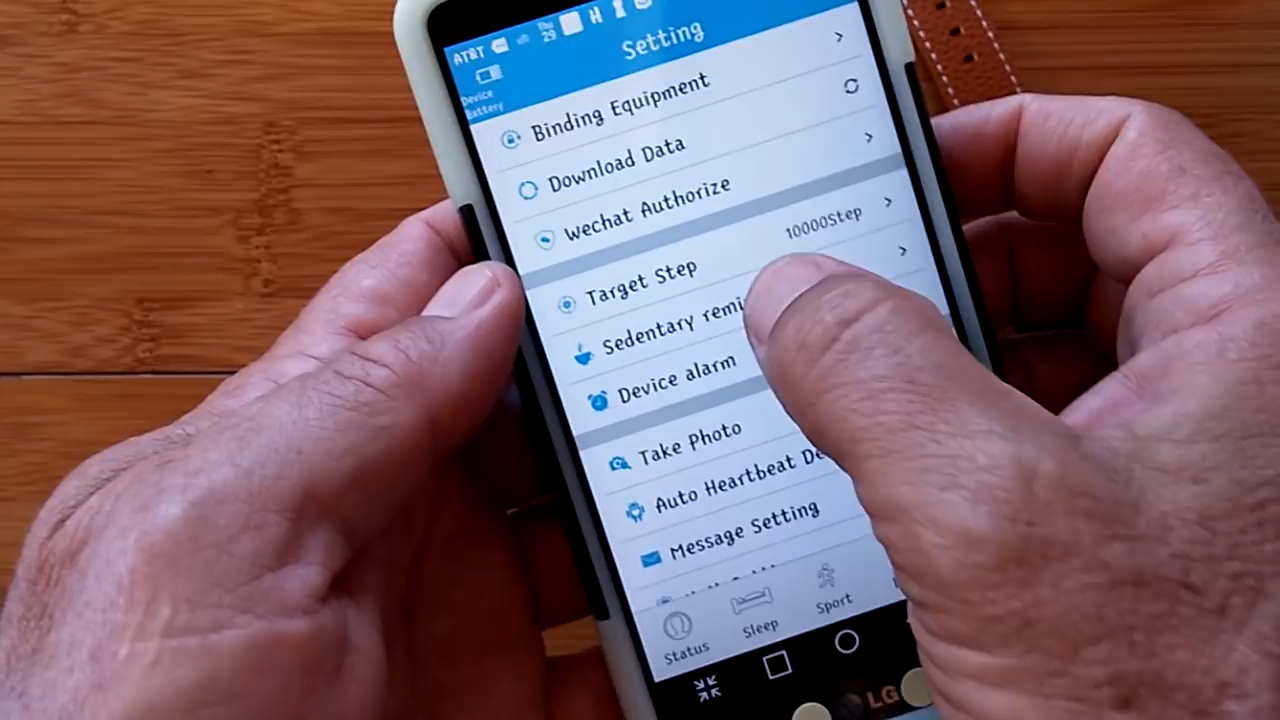 AT&T
Thu
29
Device
Battery
Setting
Binding Equipment
Download Data
Wechat Authorize
Target Step 10000Step
Sedentary remi
Device alarm
Take Photo
Auto Heartbeat De
Message Setting
Status Sleep Sport
LG